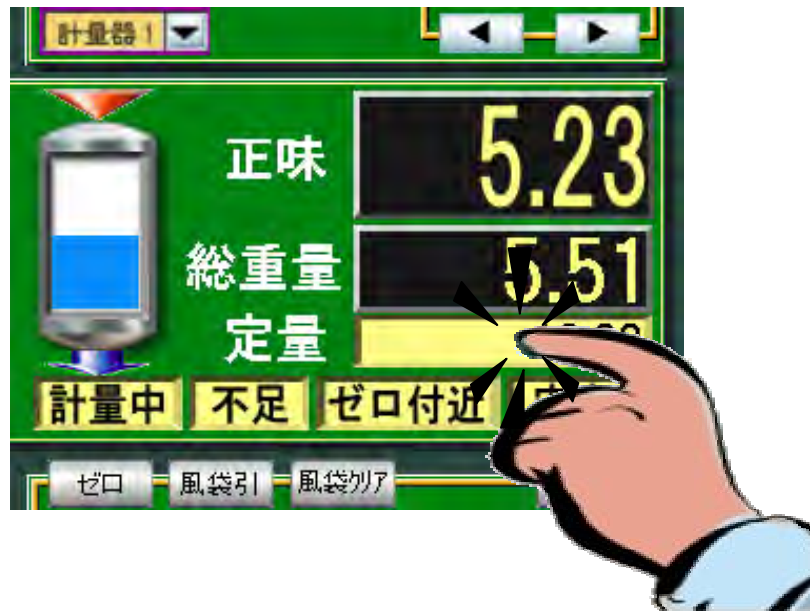 計量器1
正味 5.23
総重量 5.51
定量
計量中 不足 ゼロ付近
ゼロ 風袋引 風袋クリア